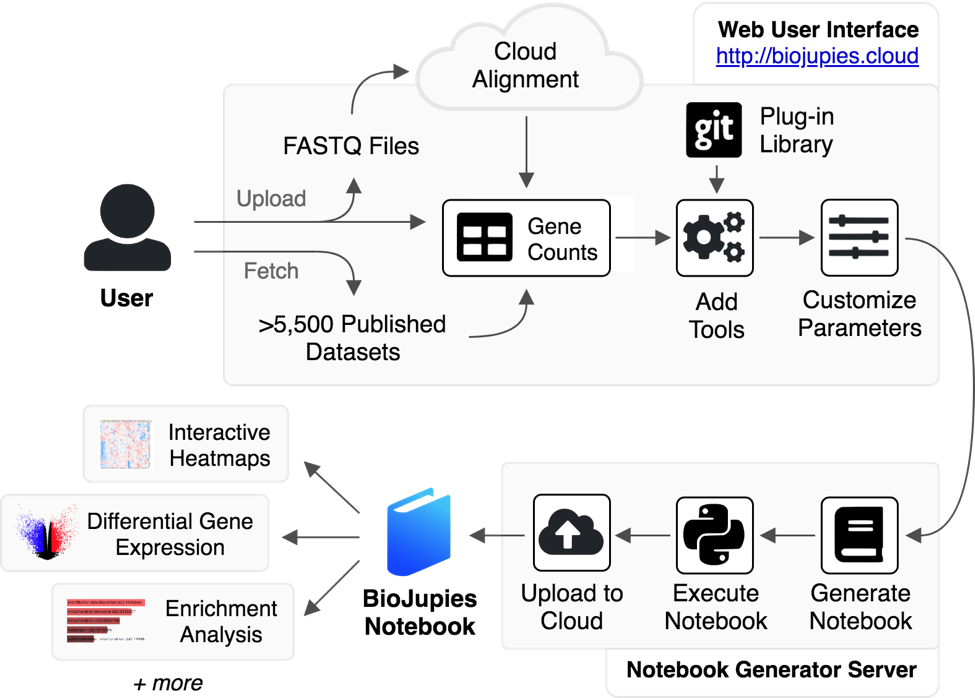 Web User Interface
http://biojupies.cloud
Cloud
Alignment
git
Plug-in
Library
FASTQ Files
Upload
Gene
Counts
Fetch
User
>5,500 Published
Datasets
Add
Tools
Customize
Parameters
Interactive
Heatmaps
Differential Gene
Expression
Enrichment
Analysis
+ more
BioJupies
Notebook
Upload to
Cloud
Execute
Notebook
Generate
Notebook
Notebook Generator Server